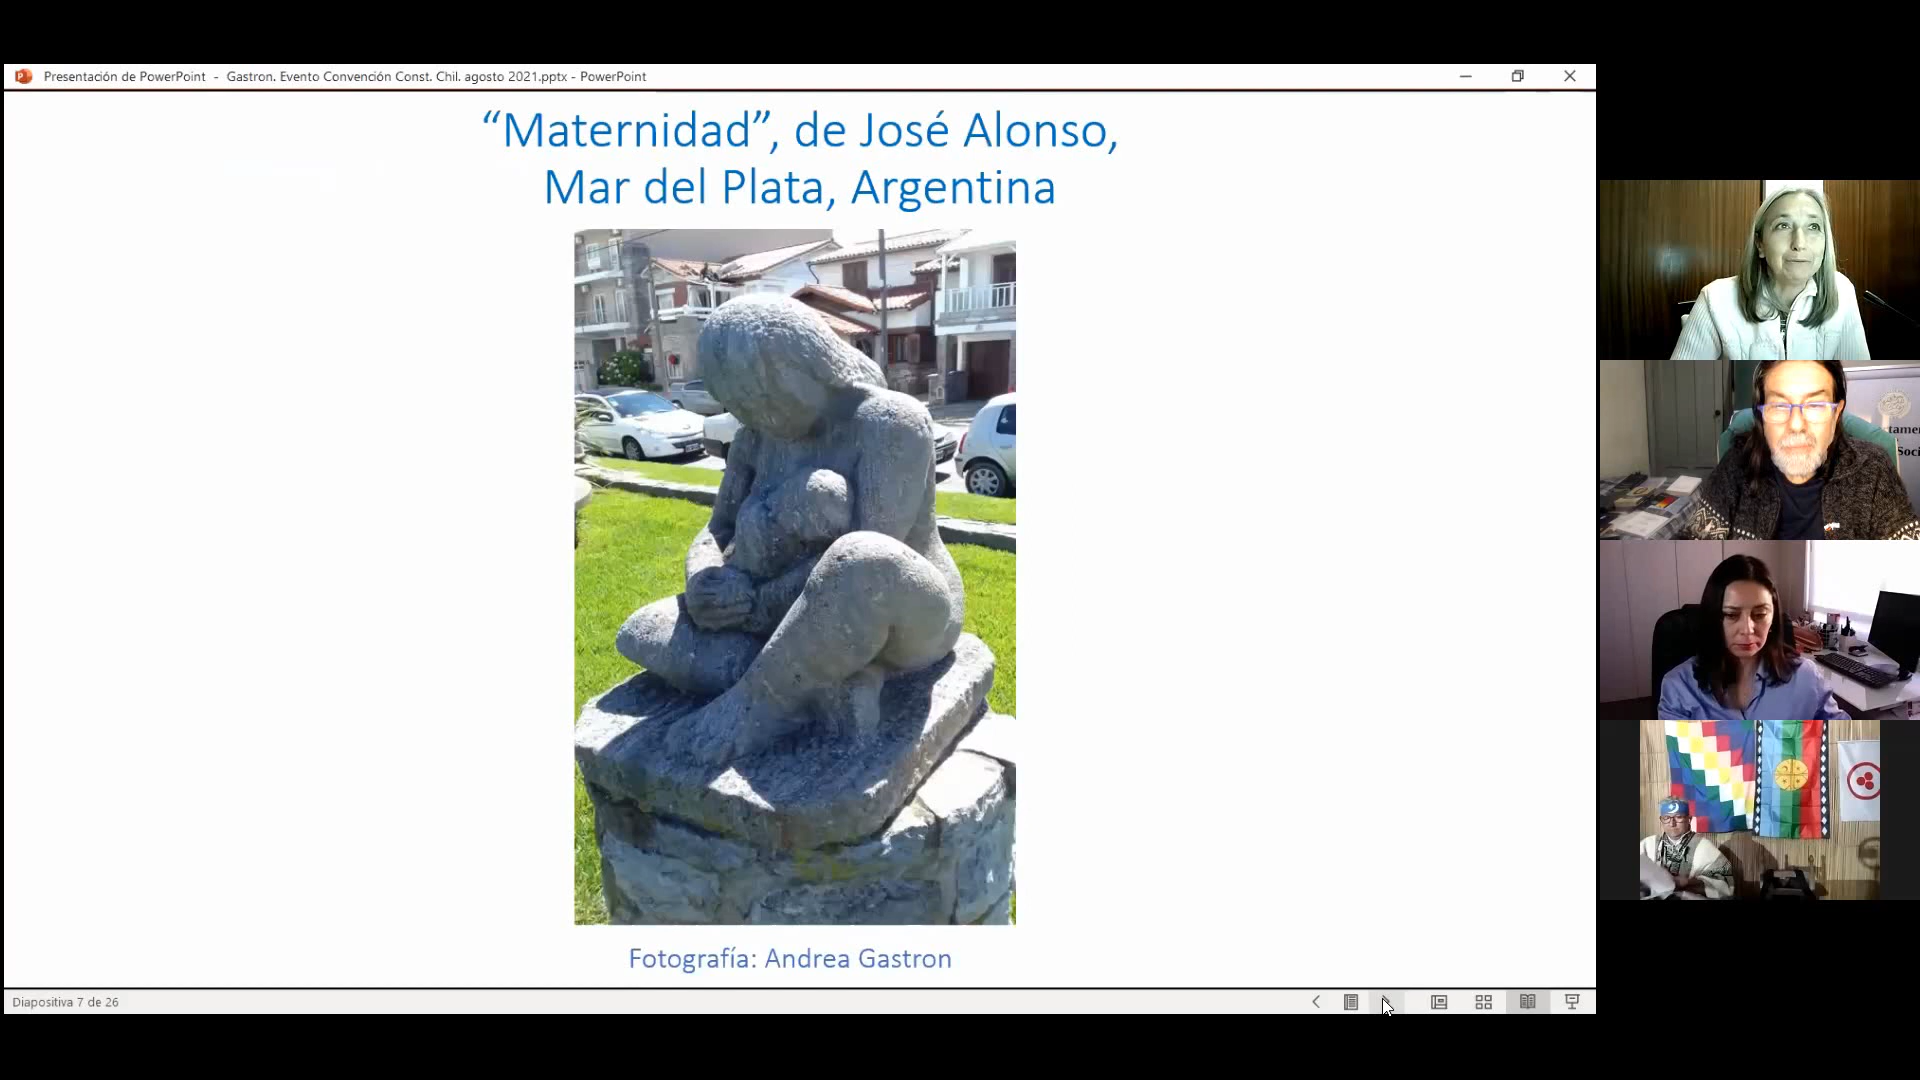 Presentación de PowerPoint - Gastron. Evento Convención Const. Chil. agosto 2021.pptx - PowerPoint
“Maternidad”, de José Alonso,
Mar del Plata, Argentina
Fotografía: Andrea Gastron
Diapositiva 7 de 26